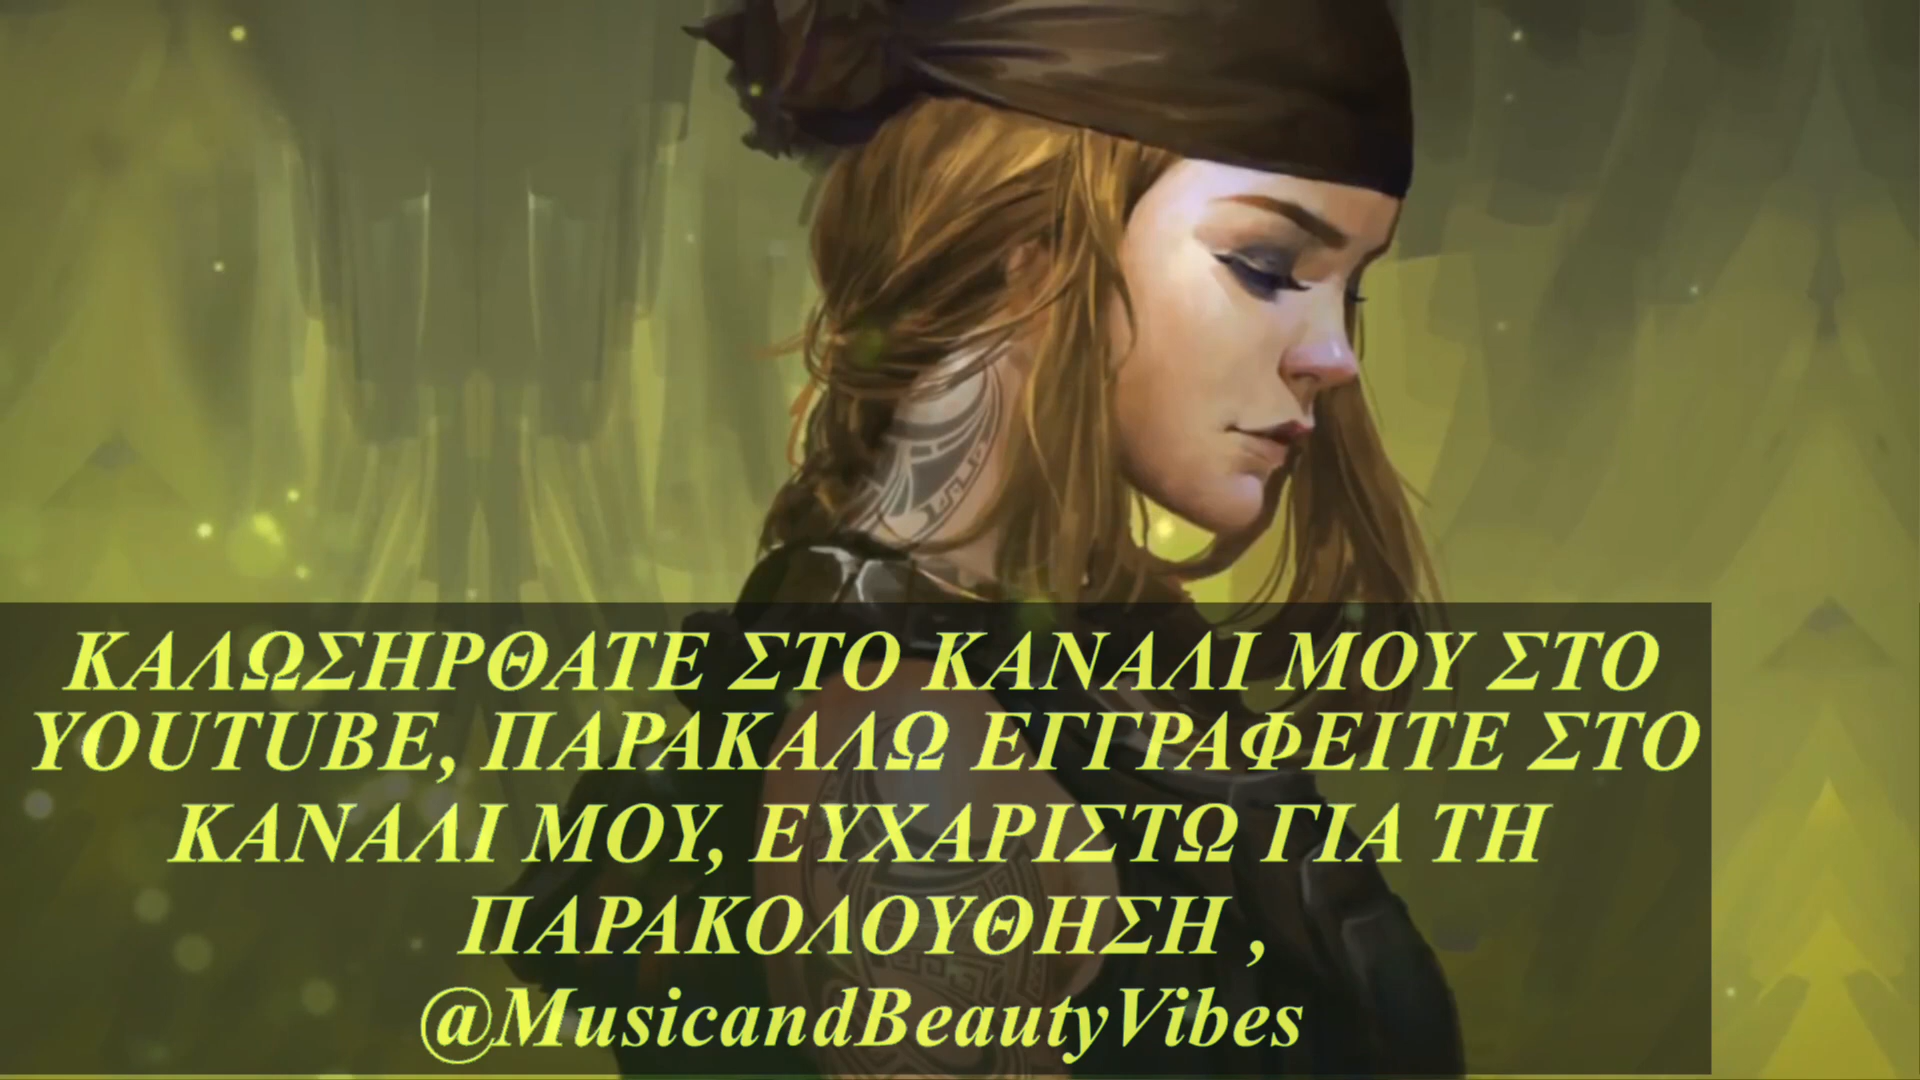 ΚΑΛΩΣΗΡΘΑΤΕ ΣΤΟ ΚΑΝΑΛΙ ΜΟΥ ΣΤΟ
YOUTUBE, ΠΑΡΑΚΑΛΩ ΕΓΓΡΑΦΕΙΤΕ ΣΤΟ
ΚΑΝΑΛΙ ΜΟΥ, ΕΥΧΑΡΙΣΤΩ ΓΙΑ ΤΗ
ΠΑΡΑΚΟΛΟΥΘΗΣΗ ,
@MusicandBeautyVibes